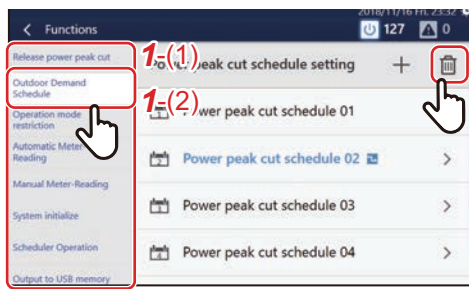 2018/11/16 Fri. 23:32
Functions
127
0
Release power peak cut
Outdoor Demand
Schedule
Operation mode
restriction
Automatic Meter-
Reading
Manual Meter-Reading
System initialize
Scheduler Operation
Output to USB memory
1-(1)
1-(2)
Power peak cut schedule setting
Power peak cut schedule 01
Power peak cut schedule 02
Power peak cut schedule 03
Power peak cut schedule 04